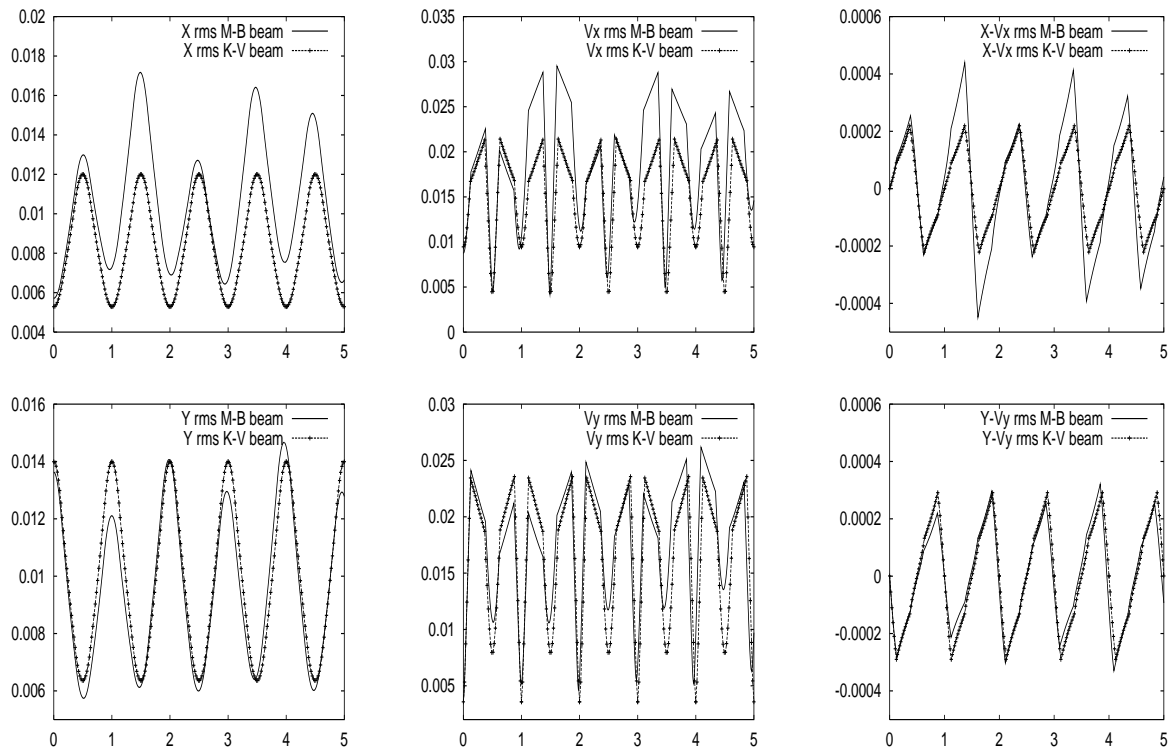 0.02
0.018
0.016
0.014
0.012
0.01
0.008
0.006
0.004
0 1 2 3 4 5
X rms M-B beam
X rms K-V beam
0.035
0.03
0.025
0.02
0.015
0.01
0.005
0
0 1 2 3 4 5
Vx rms M-B beam
Vx rms K-V beam
0.0006
0.0004
0.0002
0
-0.0002
-0.0004
0 1 2 3 4 5
X-Vx rms M-B beam
X-Vx rms K-V beam
0.016
0.014
0.012
0.01
0.008
0.006
0 1 2 3 4 5
Y rms M-B beam
Y rms K-V beam
0.03
0.025
0.02
0.015
0.01
0.005
0 1 2 3 4 5
Vy rms M-B beam
Vy rms K-V beam
0.0006
0.0004
0.0002
0
-0.0002
-0.0004
0 1 2 3 4 5
Y-Vy rms M-B beam
Y-Vy rms K-V beam